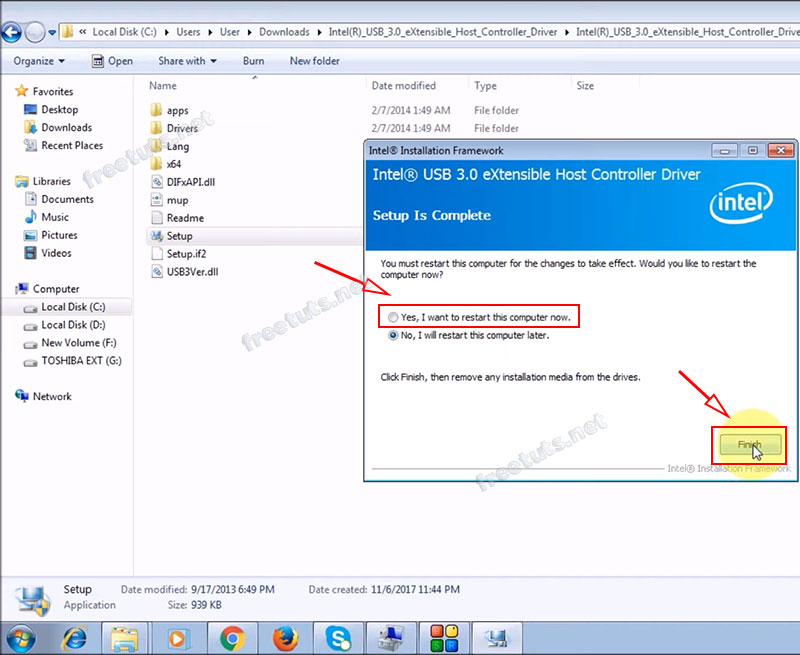 « Local Disk (C:) ▸ Users ▸ User ▸ Downloads ▸ Intel(R)_USB_3.0_eXtensible_Host_Controller_Driver ▸ Intel(R)_USB_3.0_eXtensible_Host_Controller_Drive
Organize Open Share with Burn New folder
Name Date modified Type Size
Favorites
Desktop
Downloads
Recent Places
Libraries
Documents
Music
Pictures
Videos
Computer
Local Disk (C:)
Local Disk (D:)
New Volume (F:)
TOSHIBA EXT (G:)
Network
apps 2/7/2014 1:49 AM File folder
Drivers 2/7/2014 1:49 AM File folder
Lang
x64
DIFxAPI.dll
mup
Readme
Setup
Setup.if2
USB3Ver.dll
Intel® Installation Framework
Intel® USB 3.0 eXtensible Host Controller Driver
Setup Is Complete
intel
You must restart this computer for the changes to take effect. Would you like to restart the
computer now?
Yes, I want to restart this computer now.
No, I will restart this computer later.
Click Finish, then remove any installation media from the drives.
Finish
Intel® Installation Framework
freetuts.net
freetuts.net
freetuts.net
Setup Date modified: 9/17/2013 6:49 PM Date created: 11/6/2017 11:44 PM
Application Size: 939 KB